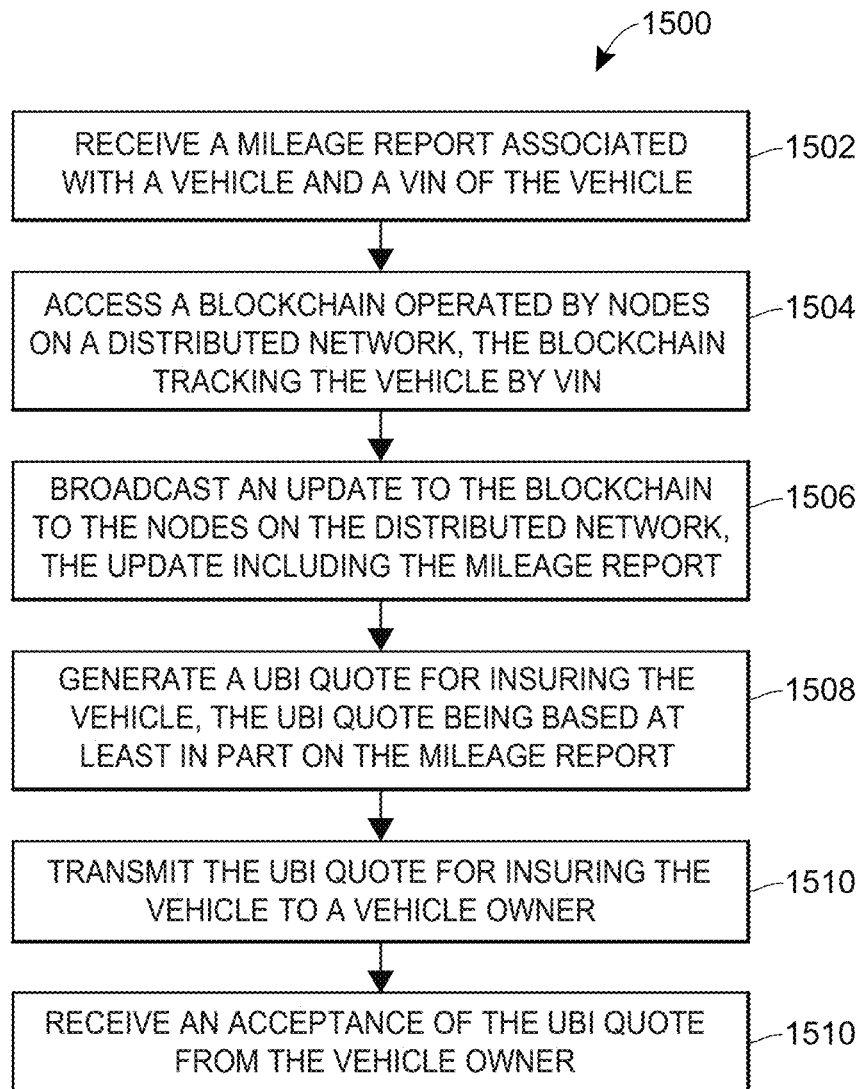 1500
RECEIVE A MILEAGE REPORT ASSOCIATED
WITH A VEHICLE AND A VIN OF THE VEHICLE
1502
ACCESS A BLOCKCHAIN OPERATED BY NODES
ON A DISTRIBUTED NETWORK, THE BLOCKCHAIN
TRACKING THE VEHICLE BY VIN
1504
BROADCAST AN UPDATE TO THE BLOCKCHAIN
TO THE NODES ON THE DISTRIBUTED NETWORK,
THE UPDATE INCLUDING THE MILEAGE REPORT
1506
GENERATE A UBI QUOTE FOR INSURING THE
VEHICLE, THE UBI QUOTE BEING BASED AT
LEAST IN PART ON THE MILEAGE REPORT
1508
TRANSMIT THE UBI QUOTE FOR INSURING THE
VEHICLE TO A VEHICLE OWNER
1510
RECEIVE AN ACCEPTANCE OF THE UBI QUOTE
FROM THE VEHICLE OWNER
1510